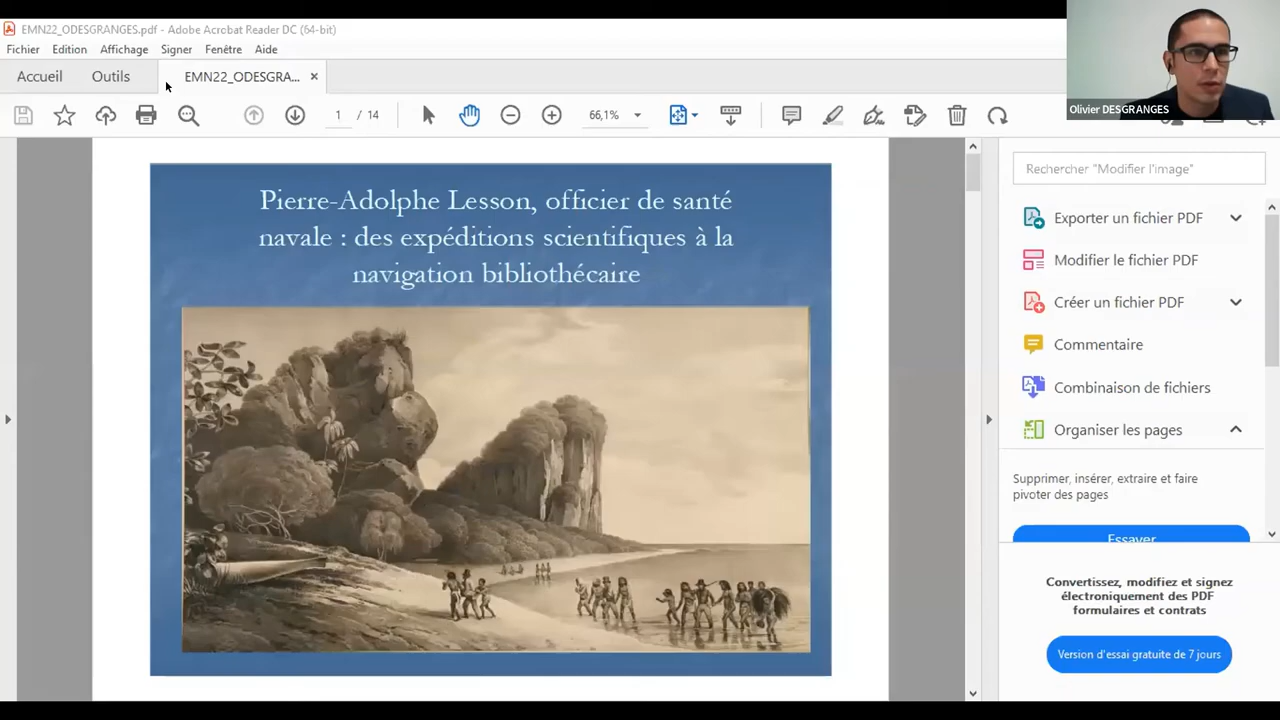 EMN22_ODESGRANGES.pdf - Adobe Acrobat Reader DC (64-bit)
Fichier Edition Affichage Signer Fenêtre Aide
Accueil Outils EMN22_ODESGRA... ×
1 / 14 66,1%
Olivier DESGRANGES
Pierre-Adolphe Lesson, officier de santé
navale : des expéditions scientifiques à la
navigation bibliothécaire
Rechercher "Modifier l'image"
Exporter un fichier PDF
Modifier le fichier PDF
Créer un fichier PDF
Commentaire
Combinaison de fichiers
Organiser les pages
Supprimer, insérer, extraire et faire
pivoter des pages
Essayer
Convertissez, modifiez et signez
électroniquement des PDF
formulaires et contrats
Version d'essai gratuite de 7 jours